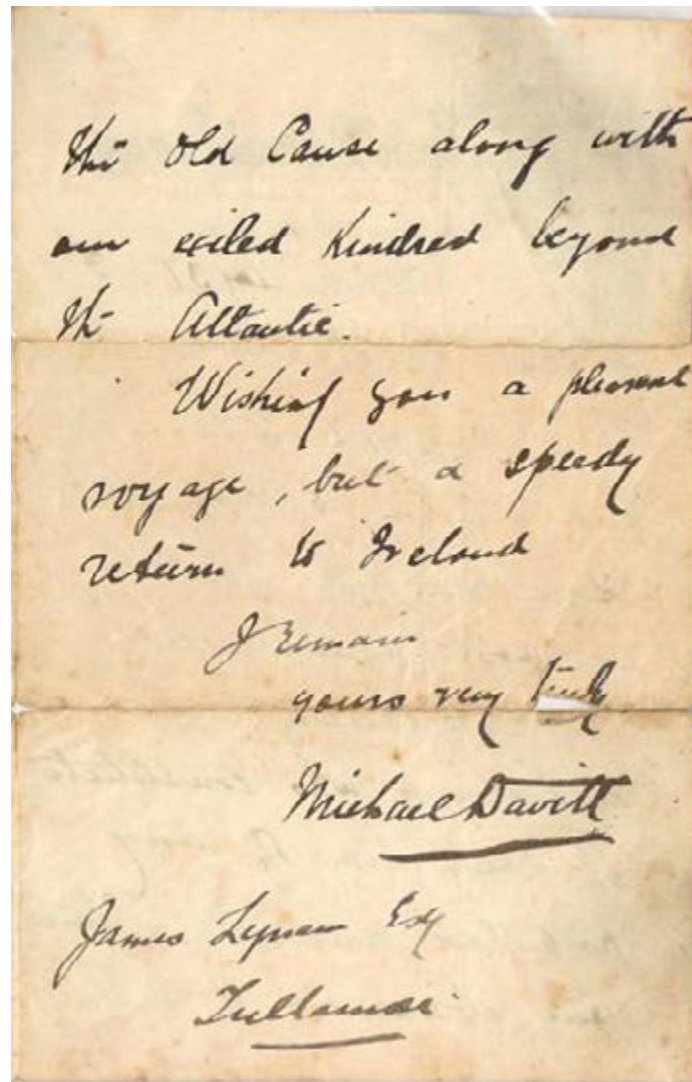 the old Cause along with
our exiled Kindred beyond
the Atlantic.
Wishing you a pleasant
voyage, but a speedy
return to Ireland
I remain
yours very truly
Michael Davitt
James Esq
Tullamore.